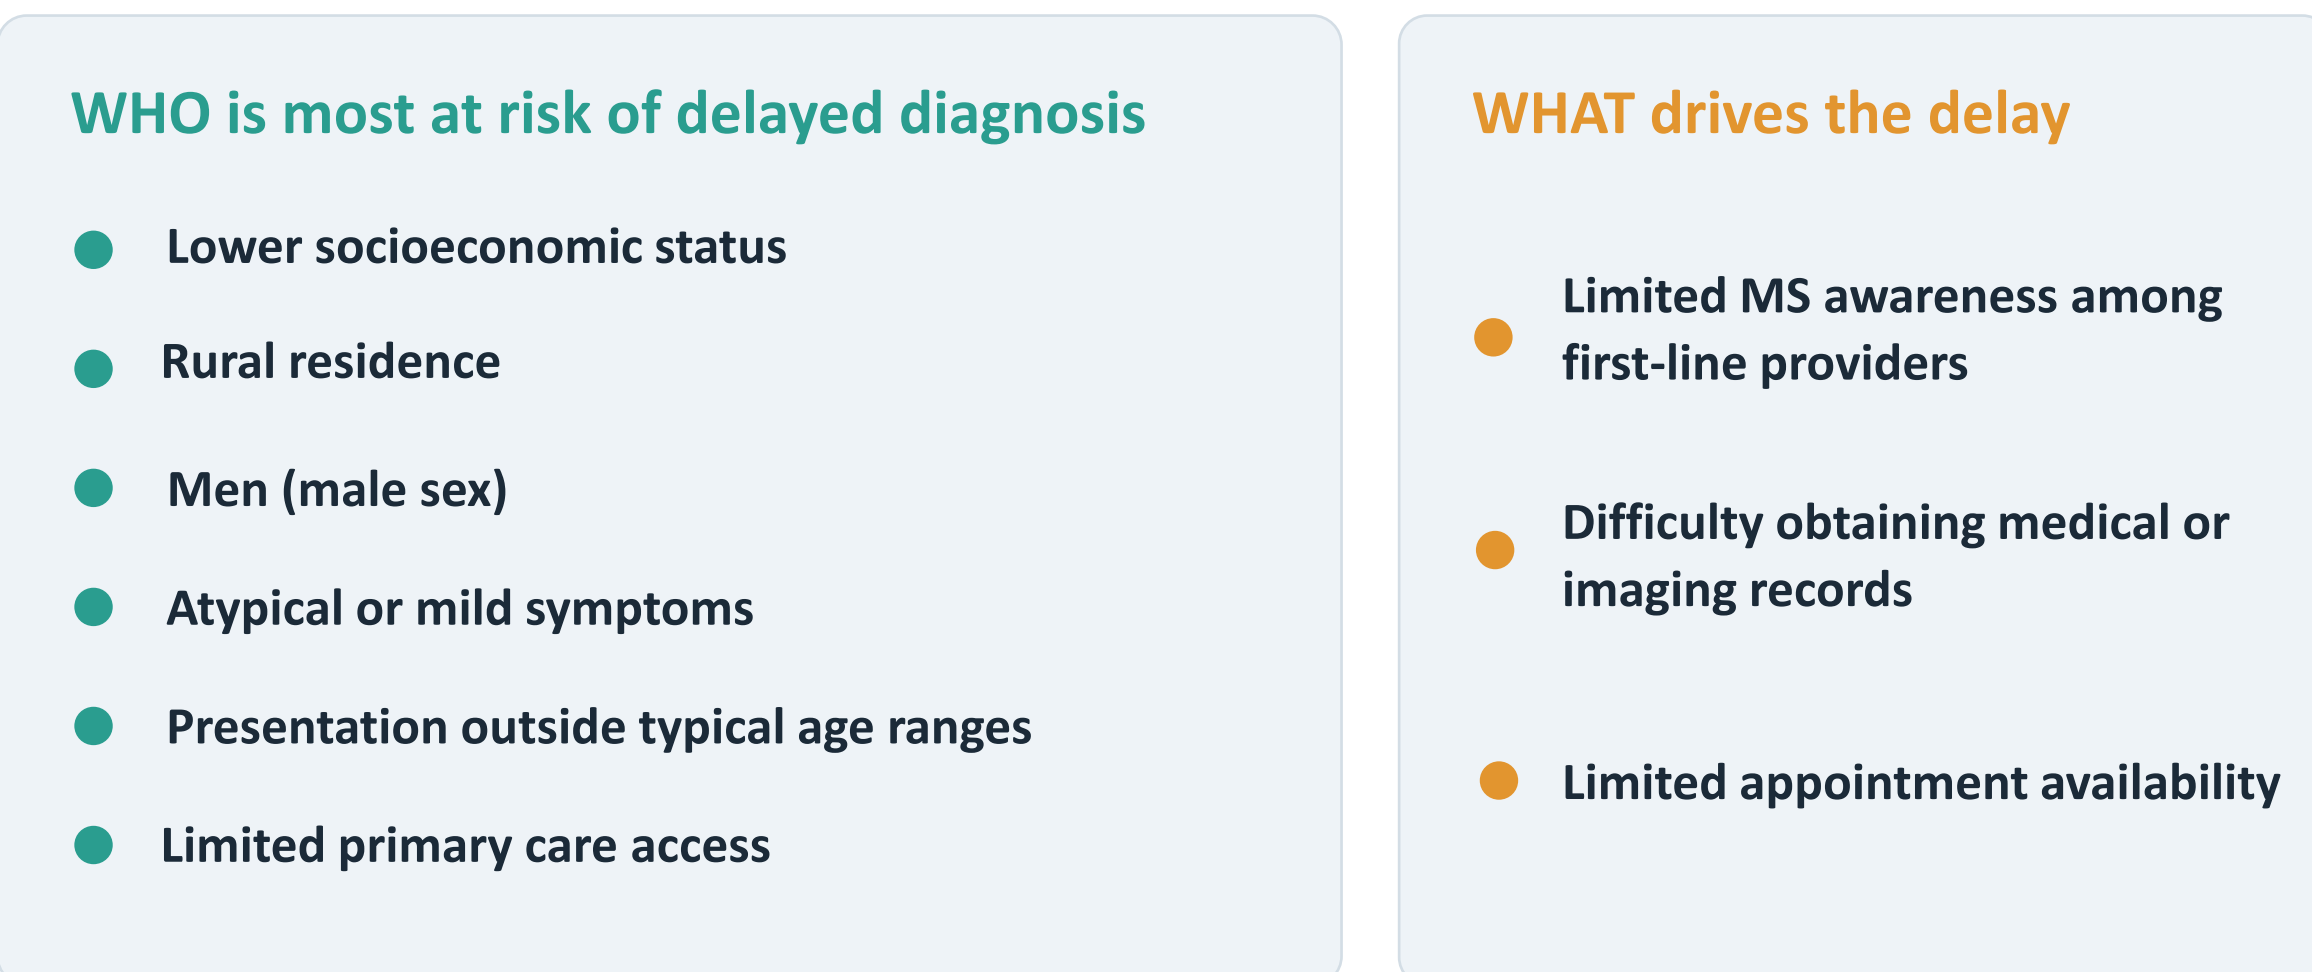 WHO is most at risk of delayed diagnosis
Lower socioeconomic status
Rural residence
Men (male sex)
Atypical or mild symptoms
Presentation outside typical age ranges
Limited primary care access
WHAT drives the delay
Limited MS awareness among
first-line providers
Difficulty obtaining medical or
imaging records
Limited appointment availability